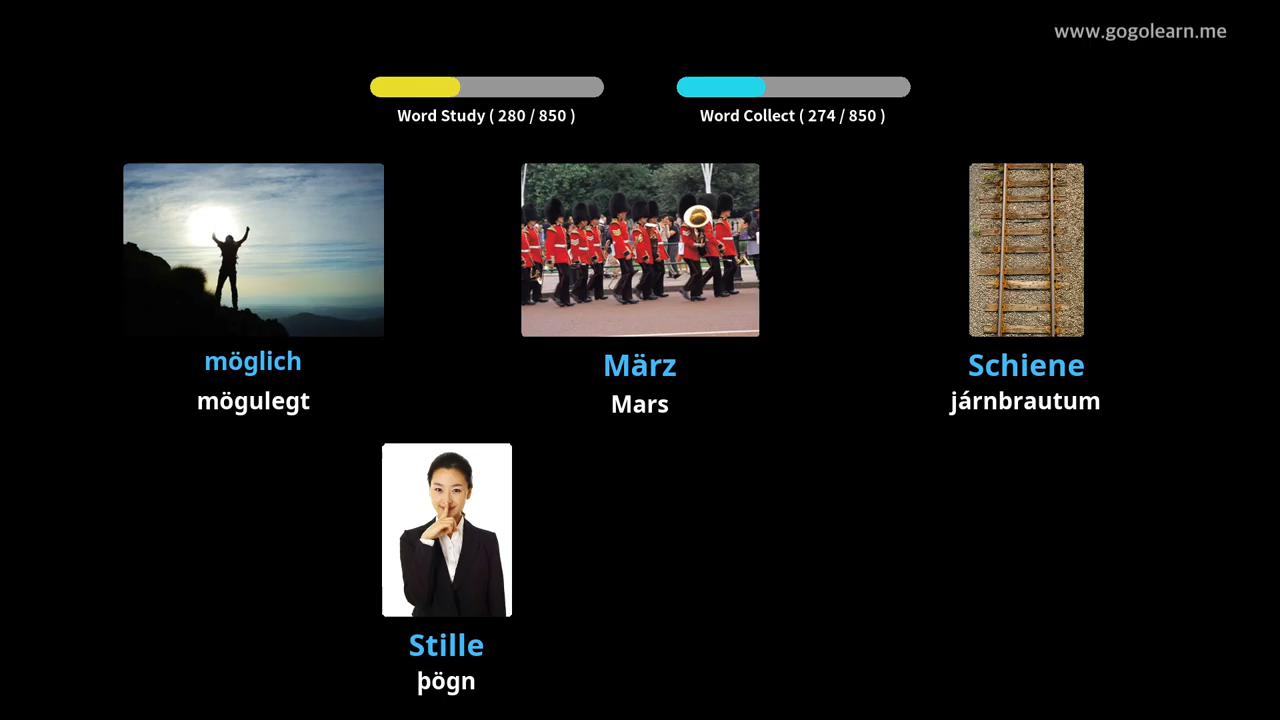 www.gogolearn.me
Word Study ( 280 / 850 )
Word Collect ( 274 / 850 )
möglich
mögulegt
März
Mars
Schiene
járnbrautum
Stille
þögn